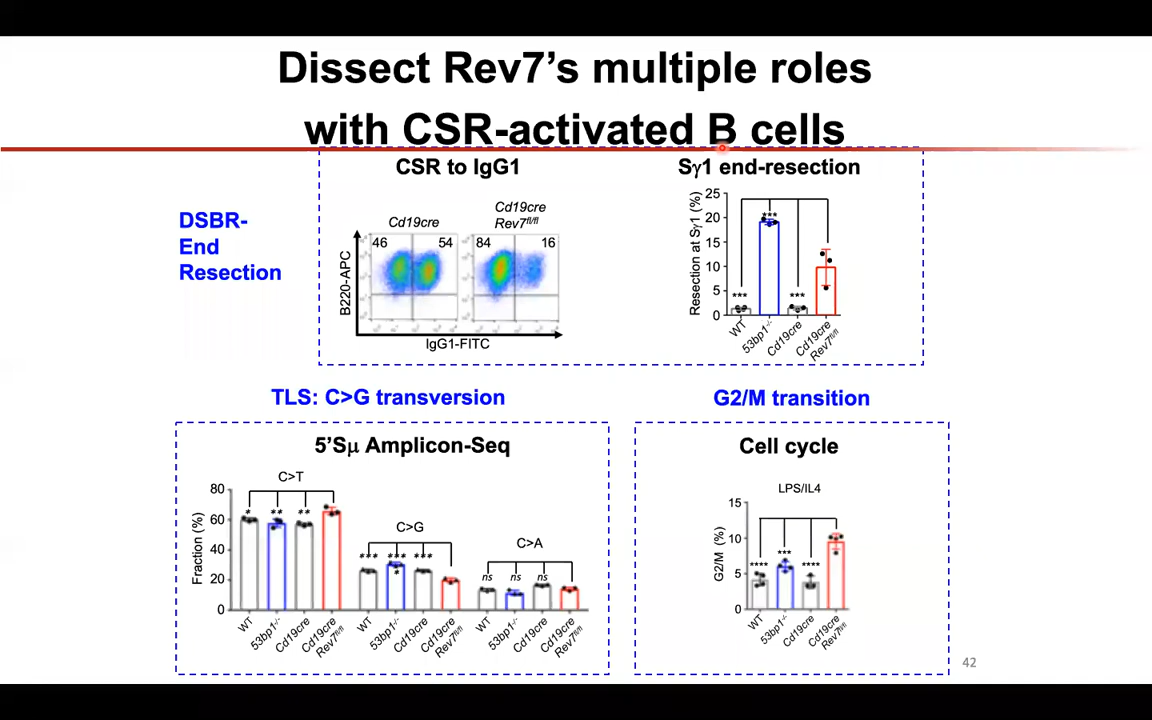 Dissect Rev7's multiple roles
with CSR-activated B cells
DSBR-
End
Resection
CSR to IgG1
Cd19cre
Cd19cre
Rev7fl/fl
46
54
84
16
B220-APC
IgG1-FITC
Sγ1 end-resection
Resection at Sγ1 (%)
25
20
15
10
5
0
***
***
***
WT
53bp1-/-
Cd19cre
Cd19cre
Rev7fl/fl
TLS: C>G transversion
5'Sμ Amplicon-Seq
Fraction (%)
80
60
40
20
0
C>T
*
**
**
C>G
***
***
*
***
C>A
ns
ns
ns
WT
53bp1-/-
Cd19cre
Cd19cre
Rev7fl/fl
WT
53bp1-/-
Cd19cre
Cd19cre
Rev7fl/fl
WT
53bp1-/-
Cd19cre
Cd19cre
Rev7fl/fl
G2/M transition
Cell cycle
LPS/IL4
G2/M (%)
15
10
5
0
****
***
****
WT
53bp1-/-
Cd19cre
Cd19cre
Rev7fl/fl
42